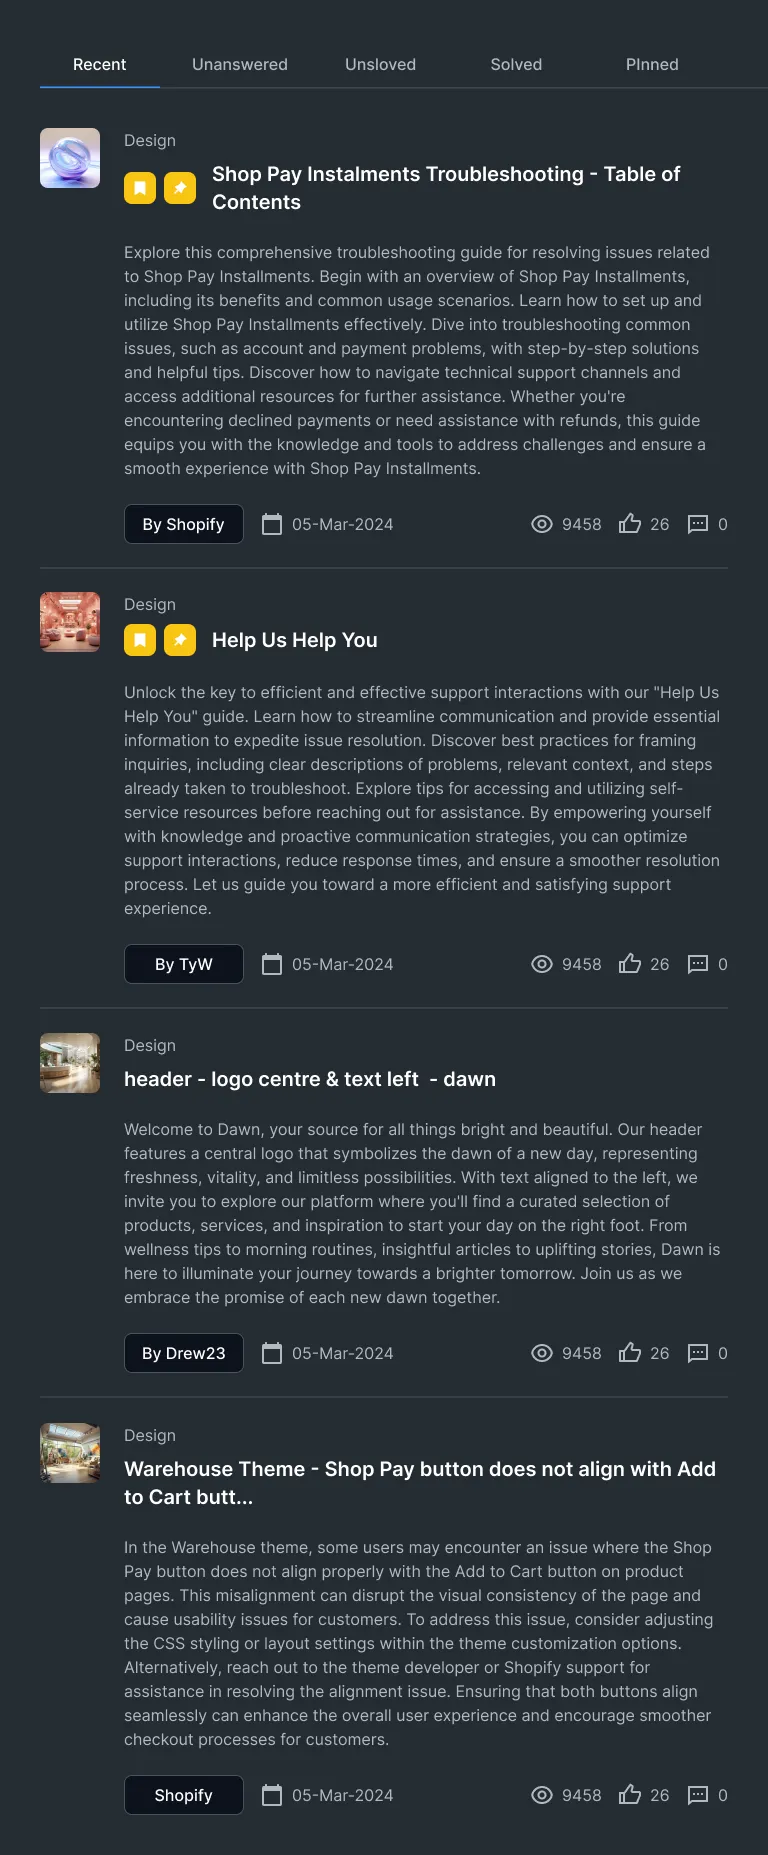 Recent Unanswered Unsloved Solved PInned
Design
Shop Pay Instalments Troubleshooting - Table of
Contents
Explore this comprehensive troubleshooting guide for resolving issues related
to Shop Pay Installments. Begin with an overview of Shop Pay Installments,
including its benefits and common usage scenarios. Learn how to set up and
utilize Shop Pay Installments effectively. Dive into troubleshooting common
issues, such as account and payment problems, with step-by-step solutions
and helpful tips. Discover how to navigate technical support channels and
access additional resources for further assistance. Whether you're
encountering declined payments or need assistance with refunds, this guide
equips you with the knowledge and tools to address challenges and ensure a
smooth experience with Shop Pay Installments.
By Shopify 05-Mar-2024 9458 26 0
Design
Help Us Help You
Unlock the key to efficient and effective support interactions with our "Help Us
Help You" guide. Learn how to streamline communication and provide essential
information to expedite issue resolution. Discover best practices for framing
inquiries, including clear descriptions of problems, relevant context, and steps
already taken to troubleshoot. Explore tips for accessing and utilizing self-
service resources before reaching out for assistance. By empowering yourself
with knowledge and proactive communication strategies, you can optimize
support interactions, reduce response times, and ensure a smoother resolution
process. Let us guide you toward a more efficient and satisfying support
experience.
By TyW 05-Mar-2024 9458 26 0
Design
header - logo centre & text left  - dawn
Welcome to Dawn, your source for all things bright and beautiful. Our header
features a central logo that symbolizes the dawn of a new day, representing
freshness, vitality, and limitless possibilities. With text aligned to the left, we
invite you to explore our platform where you'll find a curated selection of
products, services, and inspiration to start your day on the right foot. From
wellness tips to morning routines, insightful articles to uplifting stories, Dawn is
here to illuminate your journey towards a brighter tomorrow. Join us as we
embrace the promise of each new dawn together.
By Drew23 05-Mar-2024 9458 26 0
Design
Warehouse Theme - Shop Pay button does not align with Add
to Cart butt...
In the Warehouse theme, some users may encounter an issue where the Shop
Pay button does not align properly with the Add to Cart button on product
pages. This misalignment can disrupt the visual consistency of the page and
cause usability issues for customers. To address this issue, consider adjusting
the CSS styling or layout settings within the theme customization options.
Alternatively, reach out to the theme developer or Shopify support for
assistance in resolving the alignment issue. Ensuring that both buttons align
seamlessly can enhance the overall user experience and encourage smoother
checkout processes for customers.
Shopify 05-Mar-2024 9458 26 0